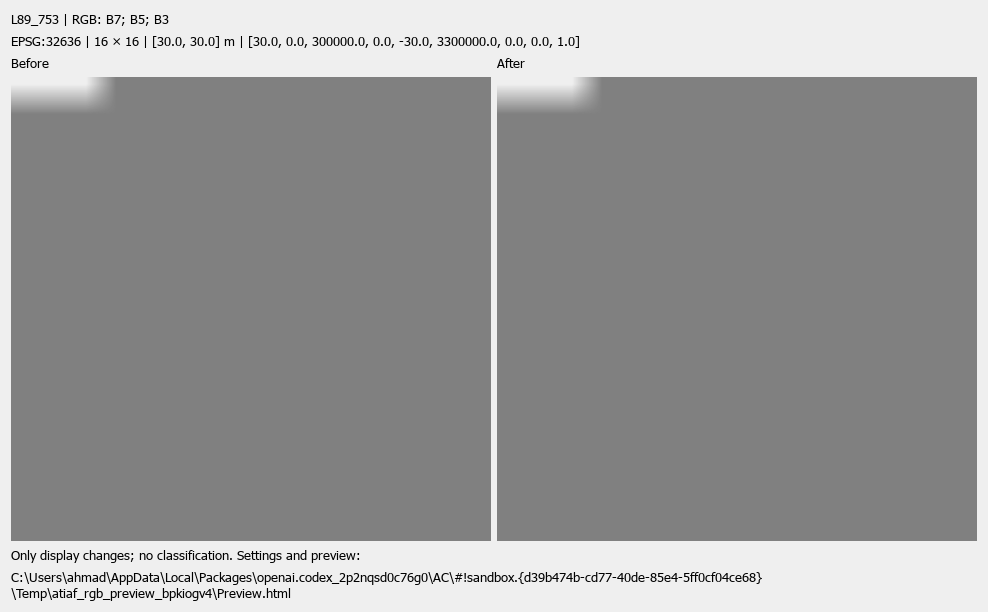 L89_753 | RGB: B7; B5; B3
EPSG:32636 | 16 × 16 | [30.0, 30.0] m | [30.0, 0.0, 300000.0, 0.0, -30.0, 3300000.0, 0.0, 0.0, 1.0]
Before
After
Only display changes; no classification. Settings and preview:
C:\Users\ahmad\AppData\Local\Packages\openai.codex_2p2nqsd0c76g0\AC\#!sandbox.{d39b474b-cd77-40de-85e4-5ff0cf04ce68}
\Temp\atiaf_rgb_preview_bpkiogv4\Preview.html